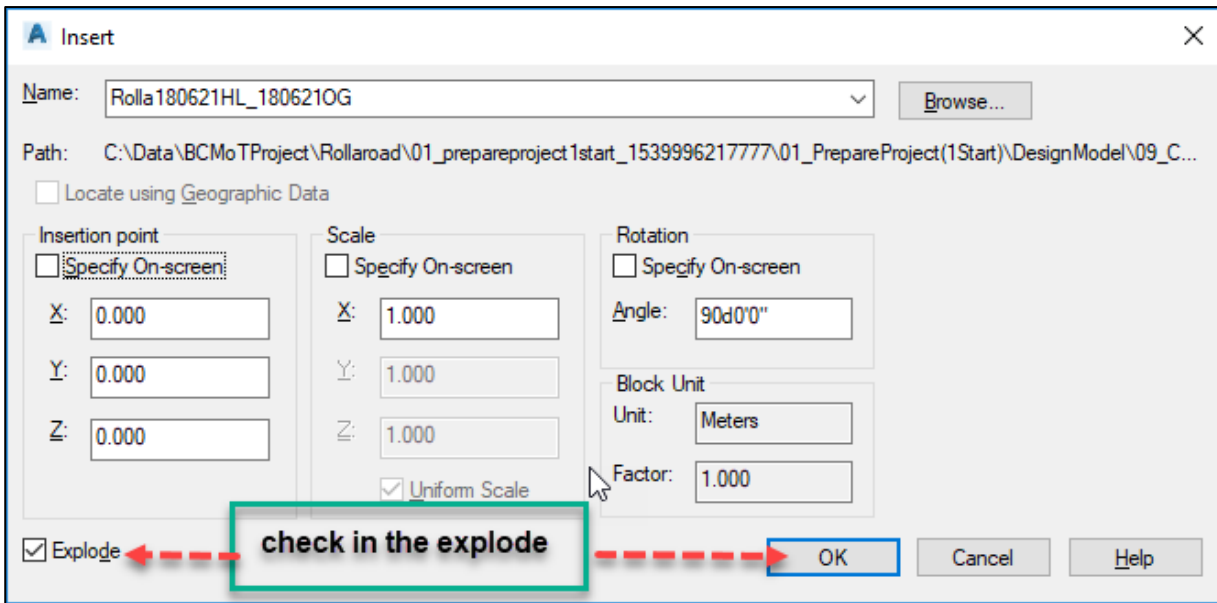 Insert
Name: Rolla180621HL_180621OG Browse...
Path: C:\Data\BCMoTProject\Rollaroad\01_prepareproject1start_1539996217777\01_PrepareProject(1Start)\DesignModel\09_C...
Locate using Geographic Data
Insertion point Scale Rotation
Specify On-screen Specify On-screen Specify On-screen
X: 0.000 X: 1.000 Angle: 90d0'0"
Y: 0.000 Y: 1.000 Block Unit
Unit: Meters
Z: 0.000 Z: 1.000
Uniform Scale Factor: 1.000
Explode check in the explode OK Cancel Help